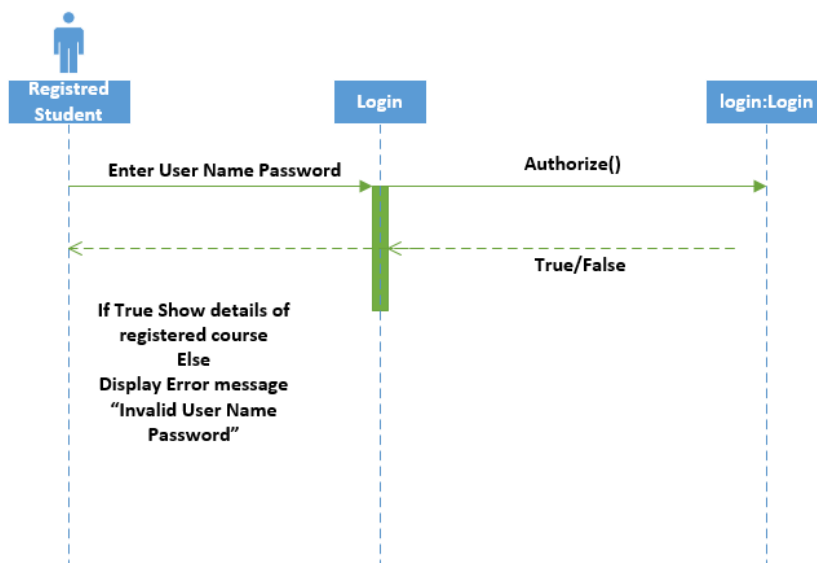 Registred
Student
Login
login:Login
Enter User Name Password
Authorize()
True/False
If True Show details of
registered course
Else
Display Error message
“Invalid User Name
Password”